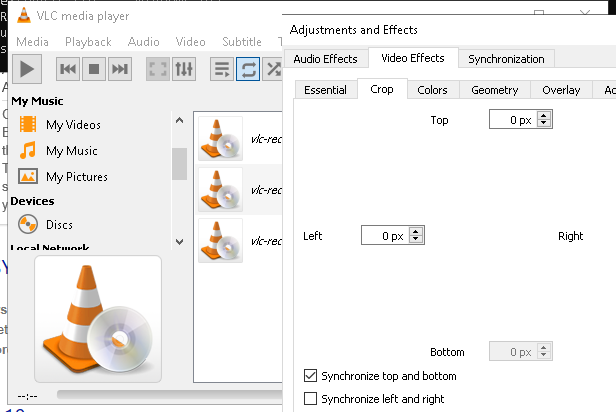 VLC media player
Media Playback Audio Video Subtitle
My Music
My Videos
My Music
My Pictures
Devices
Discs
Local Network
vlc-rec
vlc-rec
vlc-rec
--:--
Adjustments and Effects
Audio Effects Video Effects Synchronization
Essential Crop Colors Geometry Overlay
Top 0 px
Left 0 px Right
Bottom 0 px
Synchronize top and bottom
Synchronize left and right